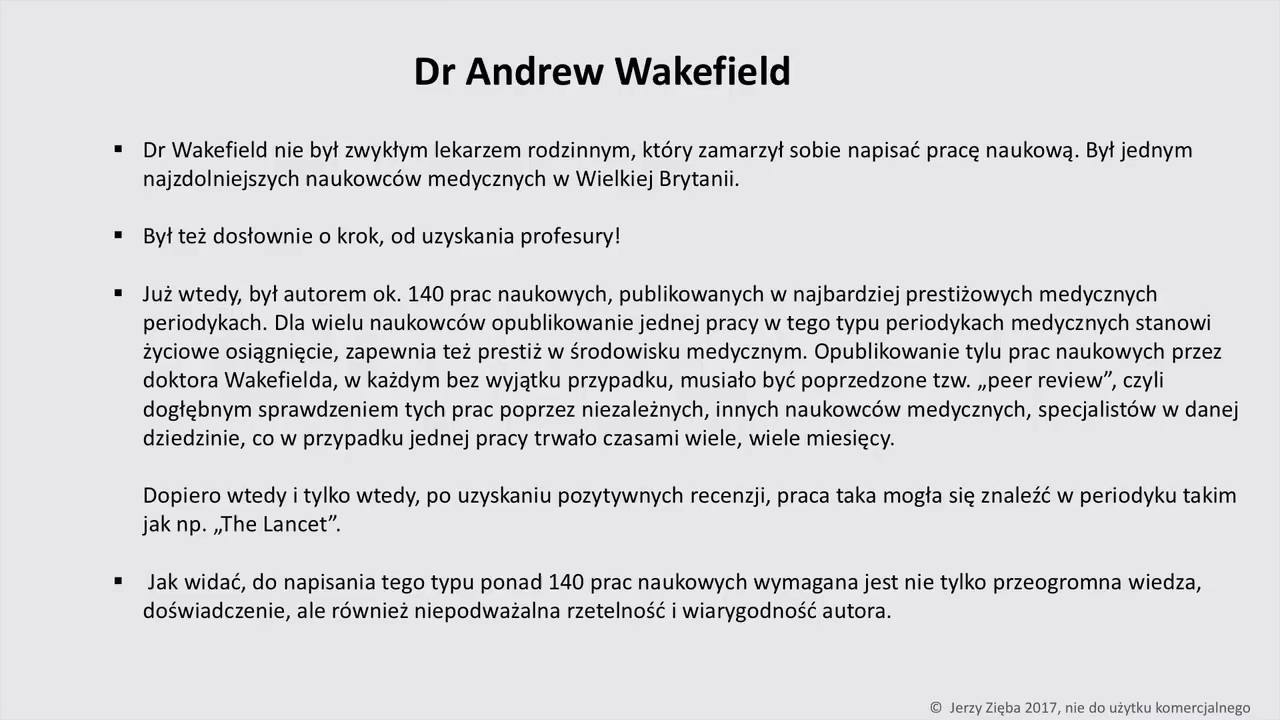 Dr Andrew Wakefield
▪ Dr Wakefield nie był zwykłym lekarzem rodzinnym, który zamarzył sobie napisać pracę naukową. Był jednym
najzdolniejszych naukowców medycznych w Wielkiej Brytanii.
▪ Był też dosłownie o krok, od uzyskania profesury!
▪ Już wtedy, był autorem ok. 140 prac naukowych, publikowanych w najbardziej prestiżowych medycznych
periodykach. Dla wielu naukowców opublikowanie jednej pracy w tego typu periodykach medycznych stanowi
życiowe osiągnięcie, zapewnia też prestiż w środowisku medycznym. Opublikowanie tylu prac naukowych przez
doktora Wakefielda, w każdym bez wyjątku przypadku, musiało być poprzedzone tzw. „peer review”, czyli
dogłębnym sprawdzeniem tych prac poprzez niezależnych, innych naukowców medycznych, specjalistów w danej
dziedzinie, co w przypadku jednej pracy trwało czasami wiele, wiele miesięcy.
Dopiero wtedy i tylko wtedy, po uzyskaniu pozytywnych recenzji, praca taka mogła się znaleźć w periodyku takim
jak np. „The Lancet”.
▪ Jak widać, do napisania tego typu ponad 140 prac naukowych wymagana jest nie tylko przeogromna wiedza,
doświadczenie, ale również niepodważalna rzetelność i wiarygodność autora.
© Jerzy Zięba 2017, nie do użytku komercjalnego